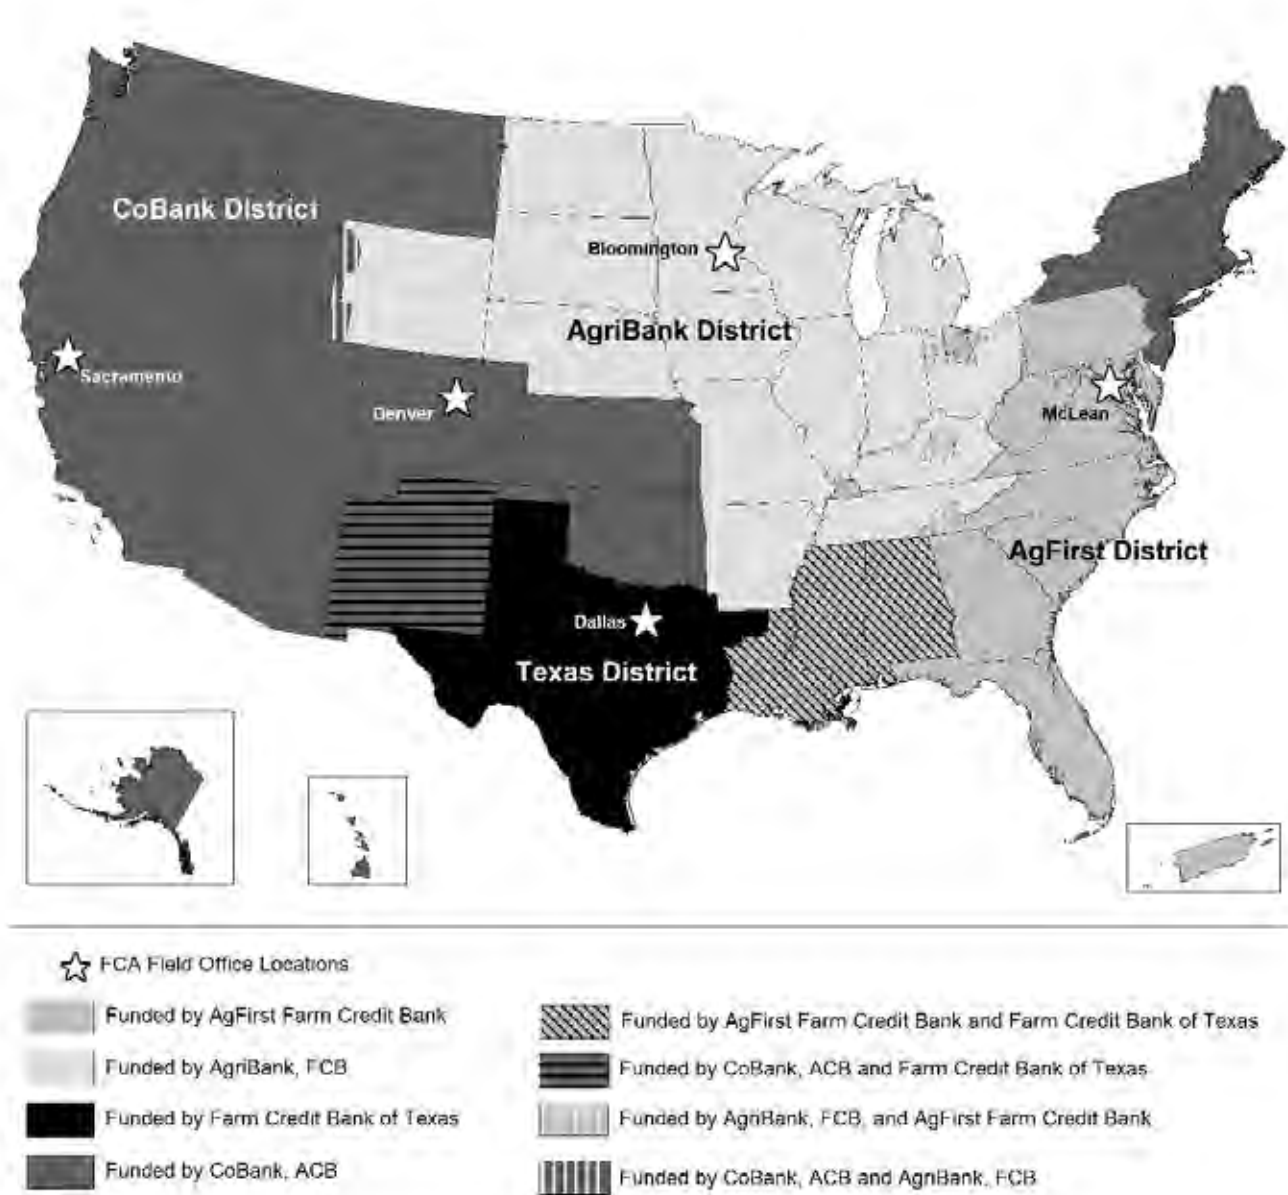 CoBank District
Bloomington
AgriBank District
Sacramento
Denver
McLean
AgFirst District
Dallas
Texas District
FCA Field Office Locations
Funded by AgFirst Farm Credit Bank
Funded by AgriBank, FCB
Funded by Farm Credit Bank of Texas
Funded by CoBank, ACB
Funded by AgFirst Farm Credit Bank and Farm Credit Bank of Texas
Funded by CoBank, ACB and Farm Credit Bank of Texas
Funded by AgriBank, FCB, and AgFirst Farm Credit Bank
Funded by CoBank, ACB and AgriBank, FCB